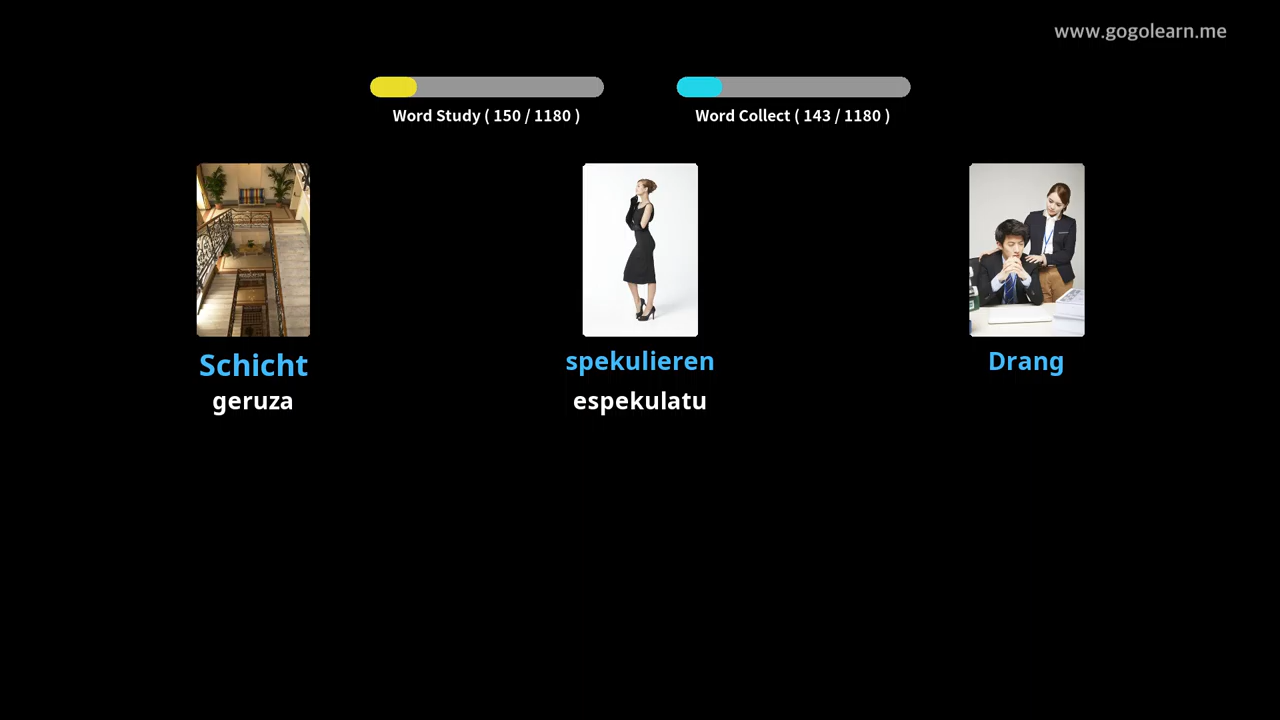 www.gogolearn.me
Word Study ( 150 / 1180 )
Word Collect ( 143 / 1180 )
Schicht
spekulieren
Drang
geruza
espekulatu